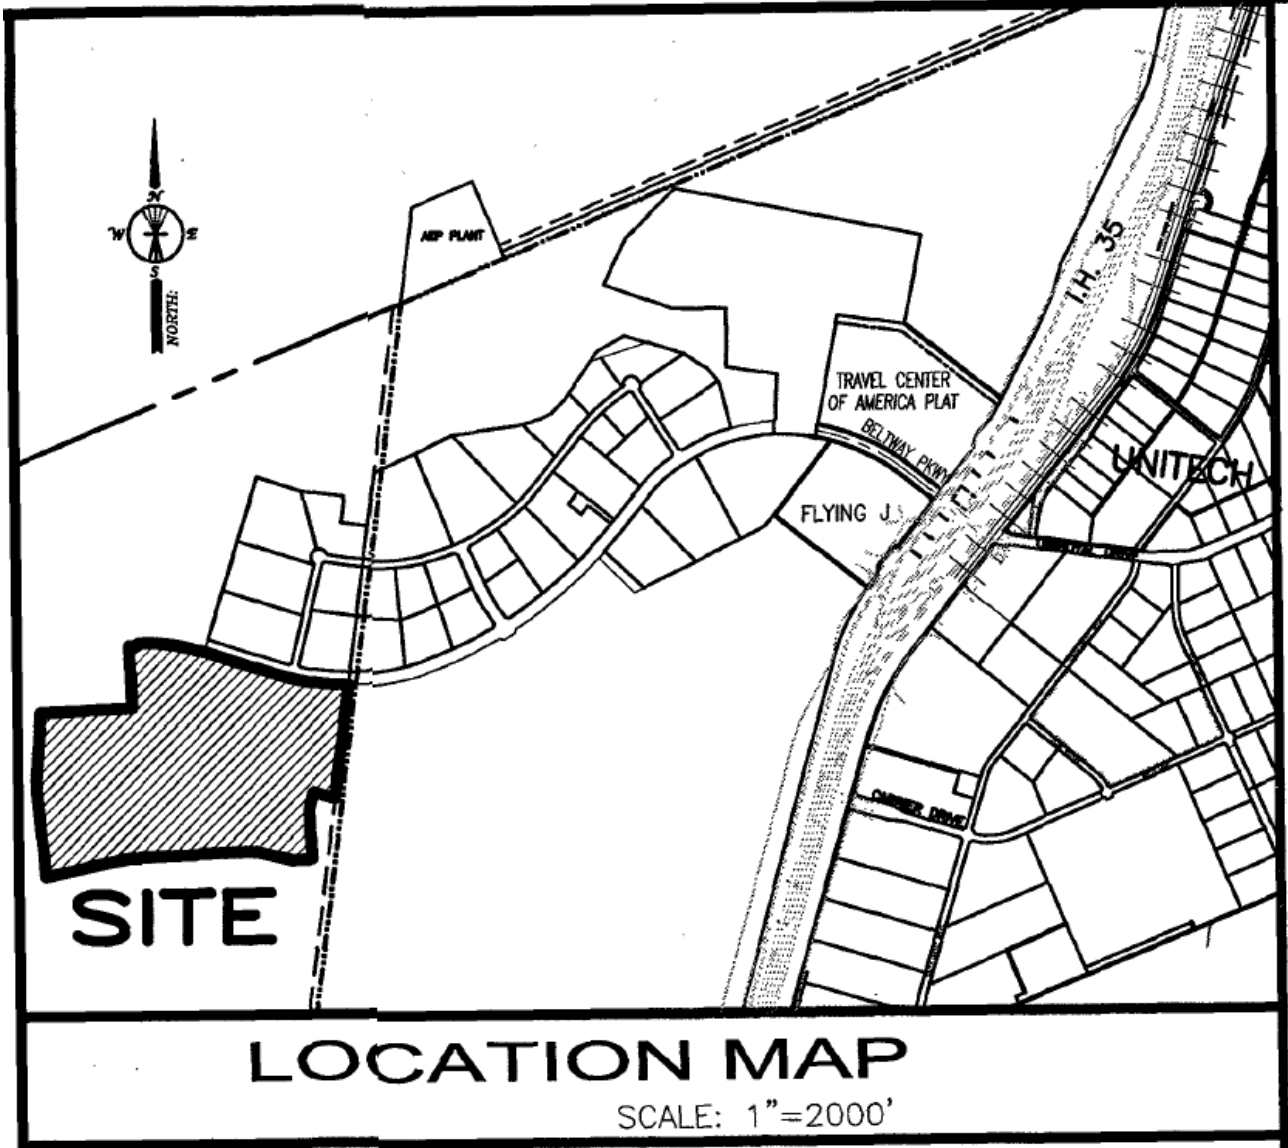 N
W E
S
NORTH:
AEP PLANT
I.H. 35
TRAVEL CENTER
OF AMERICA PLAT
BELTWAY PKWY
UNITECH
FLYING J
CARRIER DRIVE
SITE
LOCATION MAP
SCALE: 1"=2000'